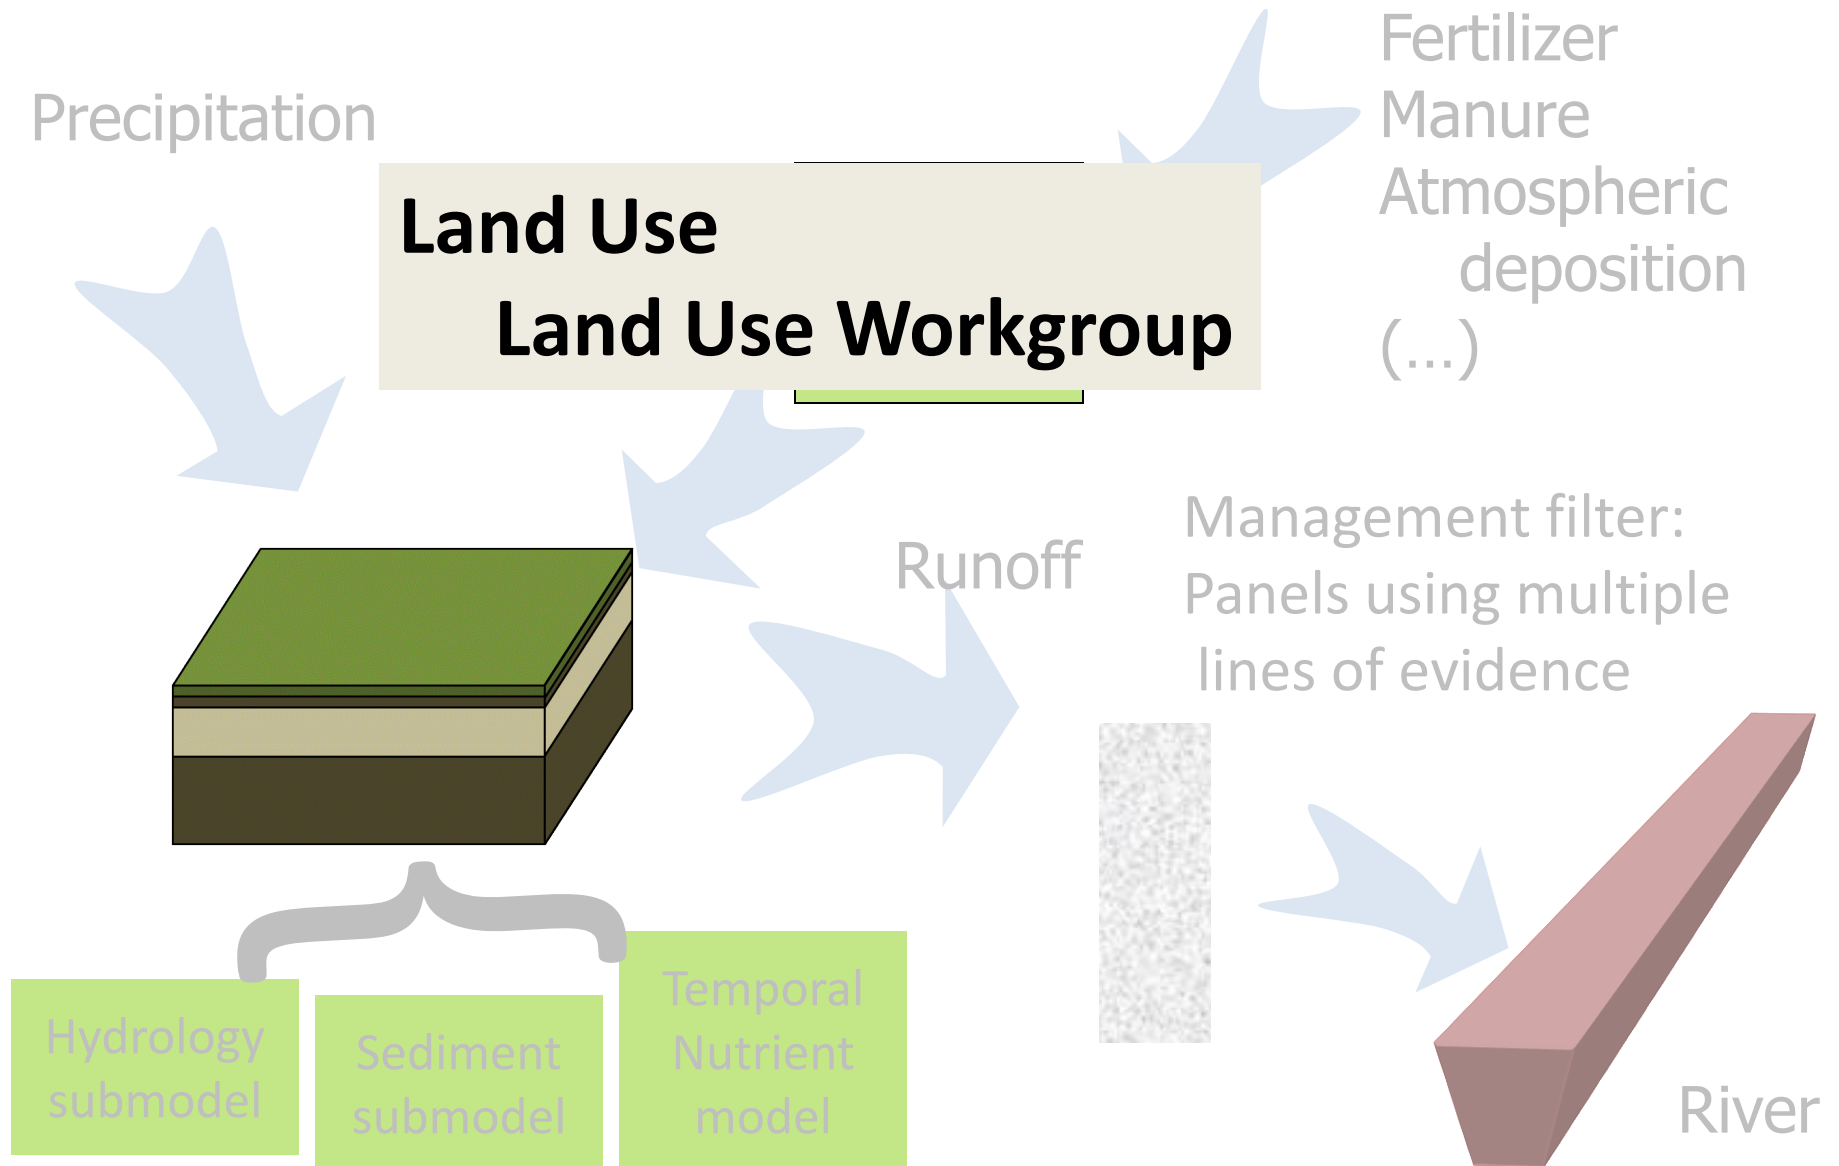 Precipitation
Fertilizer
Manure
Atmospheric
deposition
(...)
Land Use
Land Use Workgroup
Runoff
Management filter:
Panels using multiple
lines of evidence
Hydrology
submodel
Sediment
submodel
Temporal
Nutrient
model
River